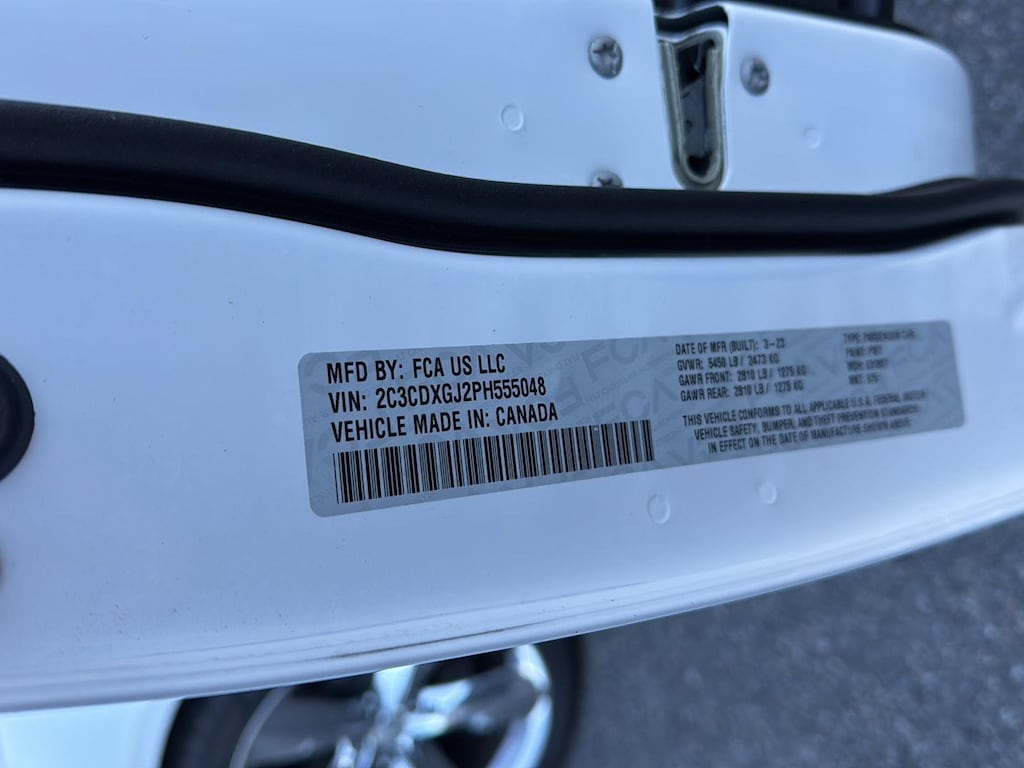 MFD BY: FCA US LLC
VIN: 2C3CDXGJ2PH555048
VEHICLE MADE IN: CANADA
DATE OF MFR (BUILT): 3-23
GVWR: 5450 LB / 2473 KG
GAWR FRONT: 2810 LB / 1275 KG
GAWR REAR: 2810 LB / 1275 KG
TYPE: PASSENGER CAR
PAINT: PW7
THIS VEHICLE CONFORMS TO ALL APPLICABLE U.S.A. FEDERAL MOTOR
VEHICLE SAFETY, BUMPER, AND THEFT PREVENTION STANDARDS
IN EFFECT ON THE DATE OF MANUFACTURE SHOWN ABOVE.